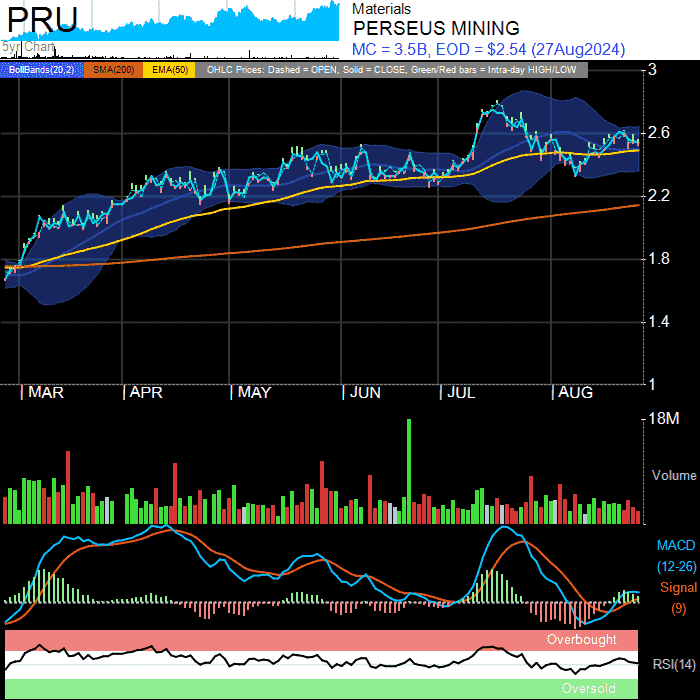 PRU
5yr Chart
Materials
PERSEUS MINING
MC = 3.5B, EOD = $2.54 (27Aug2024)
BollBands(20,2) SMA(200) EMA(50) OHLC Prices: Dashed = OPEN, Solid = CLOSE, Green/Red bars = Intra-day HIGH/LOW
3
2.6
2.2
1.8
1.4
1
MAR APR MAY JUN JUL AUG
18M
Volume
MACD
(12-26)
Signal
(9)
Overbought
RSI(14)
Oversold